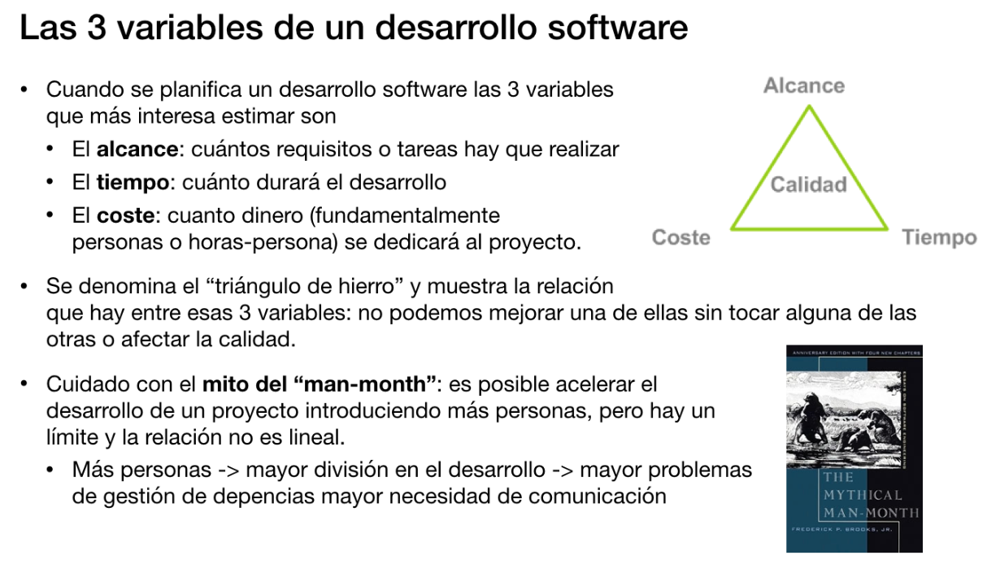 Las 3 variables de un desarrollo software
• Cuando se planifica un desarrollo software las 3 variables
que más interesa estimar son
• El alcance: cuántos requisitos o tareas hay que realizar
• El tiempo: cuánto durará el desarrollo
• El coste: cuanto dinero (fundamentalmente
personas o horas-persona) se dedicará al proyecto.
Alcance
Calidad
Coste
Tiempo
• Se denomina el “triángulo de hierro” y muestra la relación
que hay entre esas 3 variables: no podemos mejorar una de ellas sin tocar alguna de las
otras o afectar la calidad.
• Cuidado con el mito del “man-month”: es posible acelerar el
desarrollo de un proyecto introduciendo más personas, pero hay un
límite y la relación no es lineal.
• Más personas -> mayor división en el desarrollo -> mayor problemas
de gestión de depencias mayor necesidad de comunicación
ANNIVERSARY EDITION WITH FOUR NEW CHAPTERS
ESSAYS ON SOFTWARE ENGINEERING
THE
MYTHICAL
MAN-MONTH
FREDERICK P. BROOKS, JR.